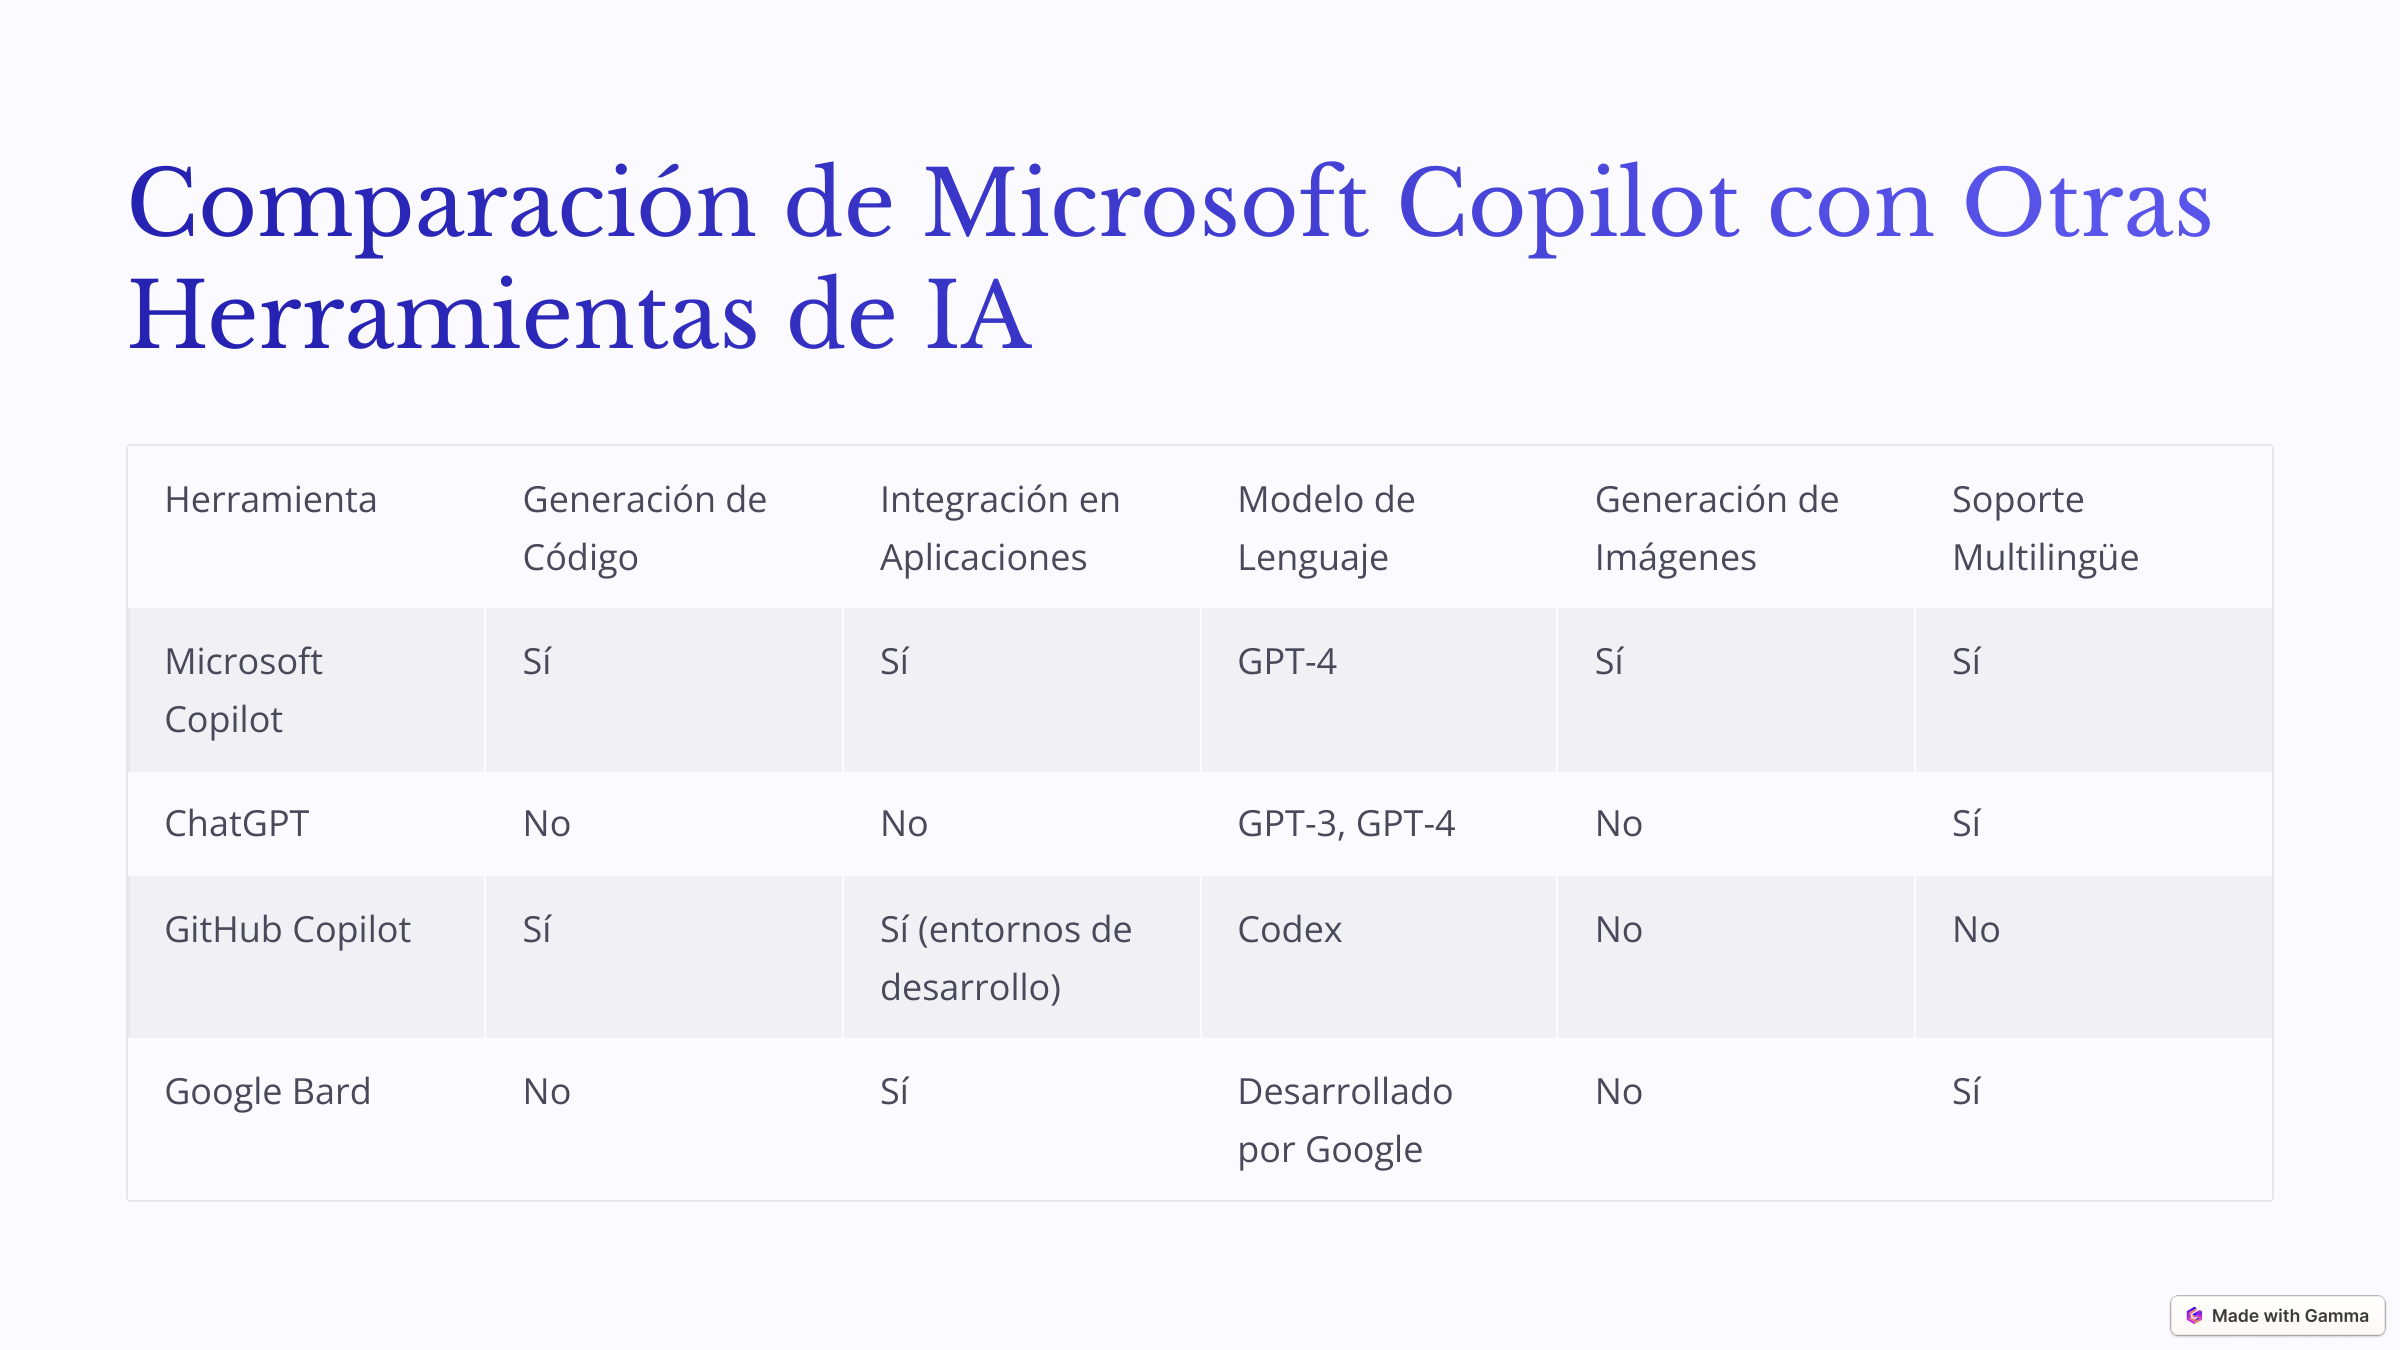 Comparación de Microsoft Copilot con Otras
Herramientas de IA
Herramienta
Generación de
Código
Integración en
Aplicaciones
Modelo de
Lenguaje
Generación de
Imágenes
Soporte
Multilingüe
Microsoft
Copilot
Sí
Sí
GPT-4
Sí
Sí
ChatGPT
No
No
GPT-3, GPT-4
No
Sí
GitHub Copilot
Sí
Sí (entornos de
desarrollo)
Codex
No
No
Google Bard
No
Sí
Desarrollado
por Google
No
Sí
Made with Gamma